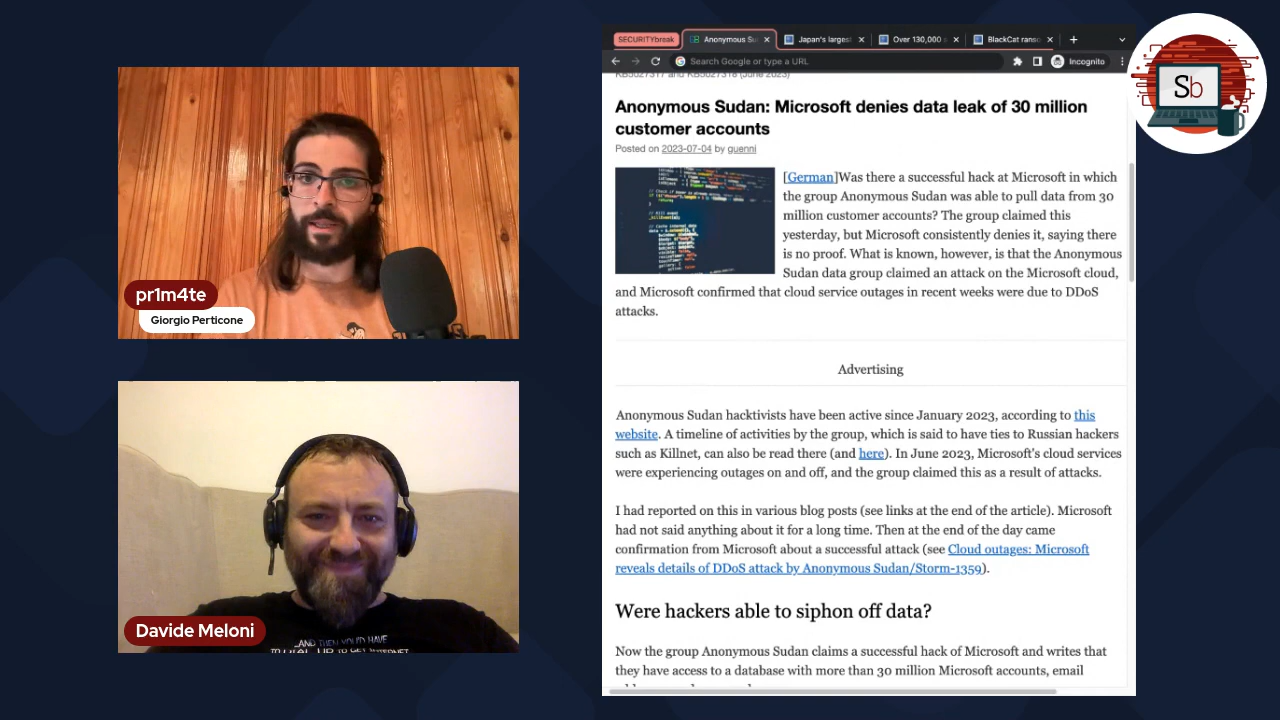 pr1m4te
Giorgio Perticone
Davide Meloni
...AND THEN YOU'D HAVE
SECURITYbreak
Anonymous Su
Japan's largest
Over 130,000 s
BlackCat ranso
Search Google or type a URL
Incognito
KB5027317 and KB5027318 (June 2023)
Anonymous Sudan: Microsoft denies data leak of 30 million
customer accounts
Posted on 2023-07-04 by guenni
[German]Was there a successful hack at Microsoft in which
the group Anonymous Sudan was able to pull data from 30
million customer accounts? The group claimed this
yesterday, but Microsoft consistently denies it, saying there
is no proof. What is known, however, is that the Anonymous
Sudan data group claimed an attack on the Microsoft cloud,
and Microsoft confirmed that cloud service outages in recent weeks were due to DDoS
attacks.
Advertising
Anonymous Sudan hacktivists have been active since January 2023, according to this
website. A timeline of activities by the group, which is said to have ties to Russian hackers
such as Killnet, can also be read there (and here). In June 2023, Microsoft's cloud services
were experiencing outages on and off, and the group claimed this as a result of attacks.
I had reported on this in various blog posts (see links at the end of the article). Microsoft
had not said anything about it for a long time. Then at the end of the day came
confirmation from Microsoft about a successful attack (see Cloud outages: Microsoft
reveals details of DDoS attack by Anonymous Sudan/Storm-1359).
Were hackers able to siphon off data?
Now the group Anonymous Sudan claims a successful hack of Microsoft and writes that
they have access to a database with more than 30 million Microsoft accounts, email
Sb